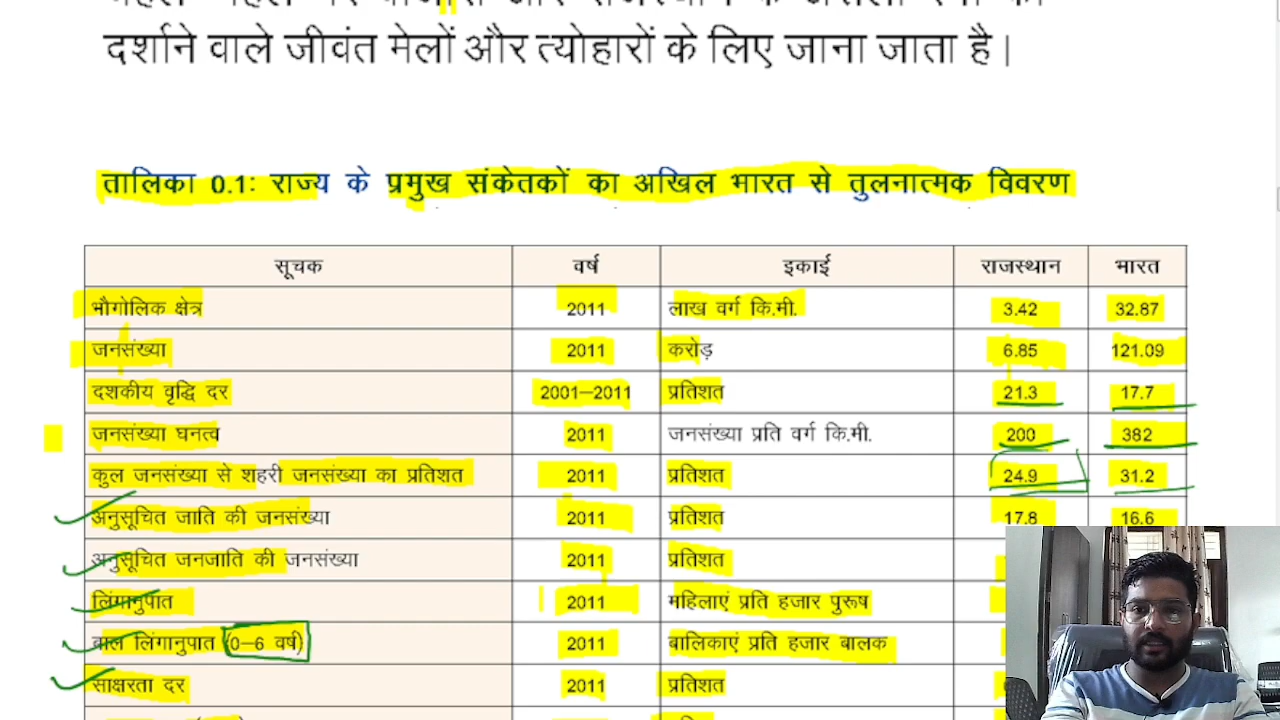 दर्शाने वाले जीवंत मेलों और त्योहारों के लिए जाना जाता है।
तालिका 0.1: राज्य के प्रमुख संकेतकों का अखिल भारत से तुलनात्मक विवरण
सूचक वर्ष इकाई राजस्थान भारत
भौगोलिक क्षेत्र 2011 लाख वर्ग कि.मी. 3.42 32.87
जनसंख्या 2011 करोड़ 6.85 121.09
दशकीय वृद्धि दर 2001–2011 प्रतिशत 21.3 17.7
जनसंख्या घनत्व 2011 जनसंख्या प्रति वर्ग कि.मी. 200 382
कुल जनसंख्या से शहरी जनसंख्या का प्रतिशत 2011 प्रतिशत 24.9 31.2
अनुसूचित जाति की जनसंख्या 2011 प्रतिशत 17.8 16.6
अनुसूचित जनजाति की जनसंख्या 2011 प्रतिशत
लिंगानुपात 2011 महिलाएं प्रति हजार पुरूष
बाल लिंगानुपात (0–6 वर्ष) 2011 बालिकाएं प्रति हजार बालक
साक्षरता दर 2011 प्रतिशत